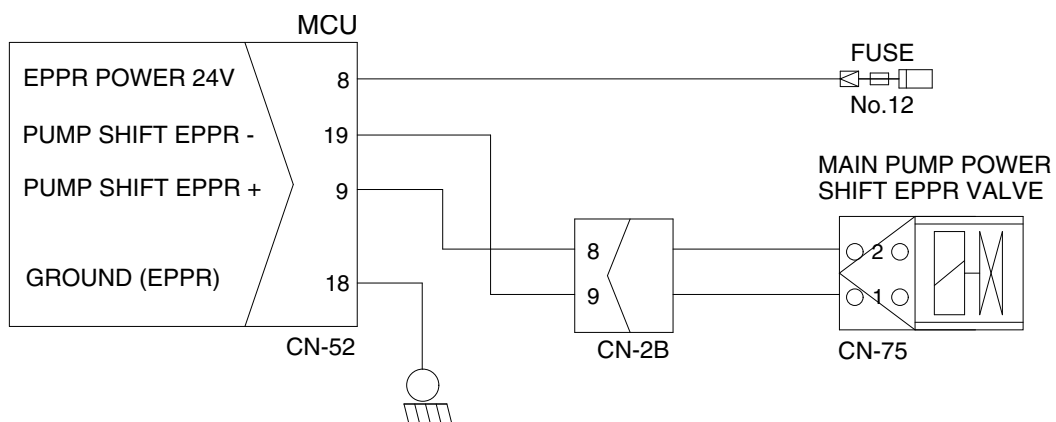 MCU
EPPR POWER 24V
8
FUSE
No.12
PUMP SHIFT EPPR -
19
PUMP SHIFT EPPR +
9
MAIN PUMP POWER
SHIFT EPPR VALVE
8
2
9
1
GROUND (EPPR)
18
CN-52
CN-2B
CN-75